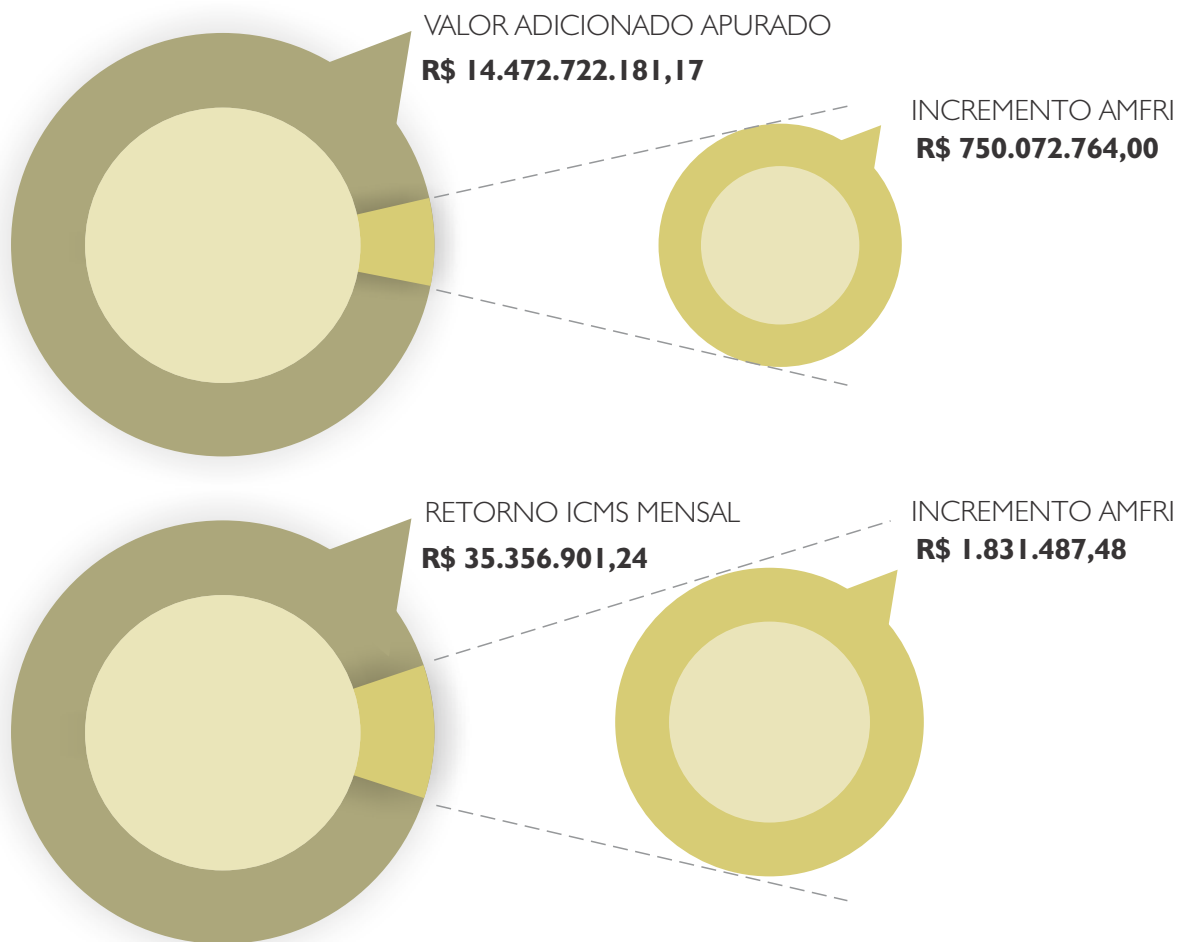 VALOR ADICIONADO APURADO
R$ 14.472.722.181,17
INCREMENTO AMFRI
R$ 750.072.764,00
RETORNO ICMS MENSAL
R$ 35.356.901,24
INCREMENTO AMFRI
R$ 1.831.487,48